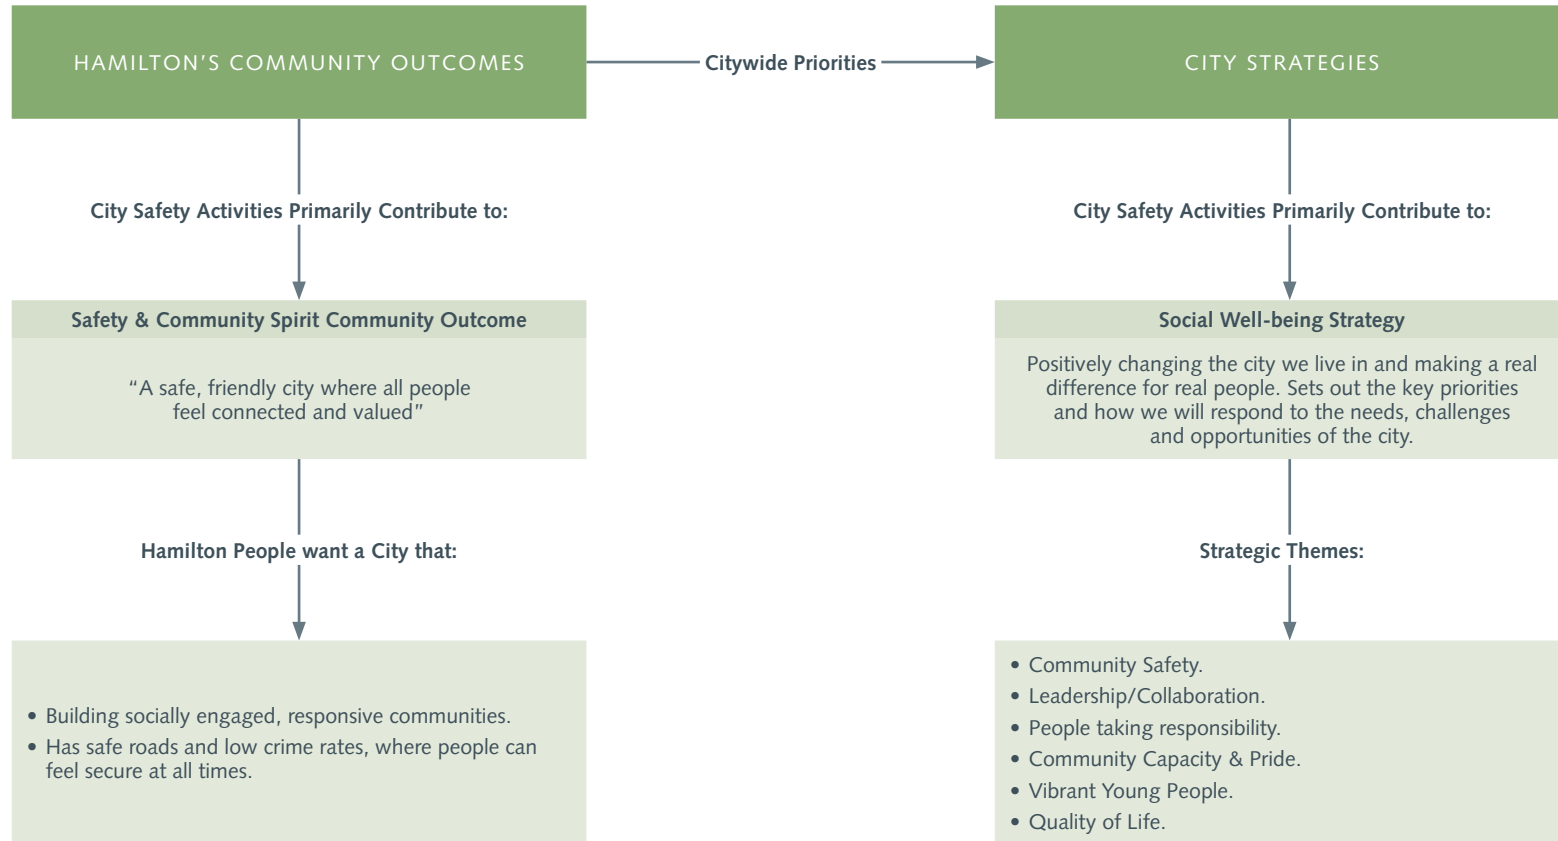 HAMILTON'S COMMUNITY OUTCOMES
Citywide Priorities
CITY STRATEGIES
City Safety Activities Primarily Contribute to:
Safety & Community Spirit Community Outcome
“A safe, friendly city where all people
feel connected and valued”
Hamilton People want a City that:
• Building socially engaged, responsive communities.
• Has safe roads and low crime rates, where people can
feel secure at all times.
City Safety Activities Primarily Contribute to:
Social Well-being Strategy
Positively changing the city we live in and making a real
difference for real people. Sets out the key priorities
and how we will respond to the needs, challenges
and opportunities of the city.
Strategic Themes:
• Community Safety.
• Leadership/Collaboration.
• People taking responsibility.
• Community Capacity & Pride.
• Vibrant Young People.
• Quality of Life.